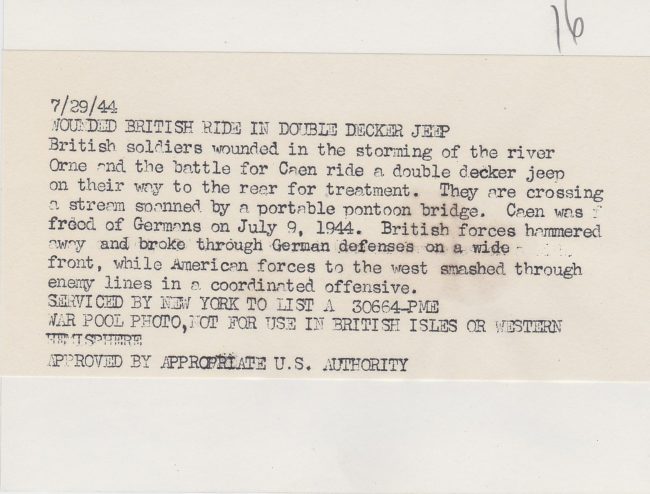 16
7/29/44
WOUNDED BRITISH RIDE IN DOUBLE DECKER JEEP
British soldiers wounded in the storming of the river
Orne and the battle for Caen ride a double decker jeep
on their way to the rear for treatment. They are crossing
a stream spanned by a portable pontoon bridge. Caen was
freod of Germans on July 9, 1944. British forces hammered
away and broke through German defenses on a wide
front, while American forces to the west smashed through
enemy lines in a coordinated offensive.
SERVICED BY NEW YORK TO LIST A 30664-PME
WAR POOL PHOTO,NOT FOR USE IN BRITISH ISLES OR WESTERN
HEMISPHERE
APPROVED BY APPROPRIATE U.S. AUTHORITY